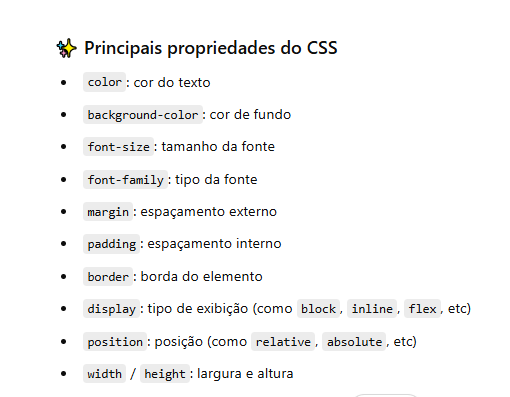 ✨ Principais propriedades do CSS
• color: cor do texto
• background-color: cor de fundo
• font-size: tamanho da fonte
• font-family: tipo da fonte
• margin: espaçamento externo
• padding: espaçamento interno
• border: borda do elemento
• display: tipo de exibição (como block, inline, flex, etc)
• position: posição (como relative, absolute, etc)
• width / height: largura e altura